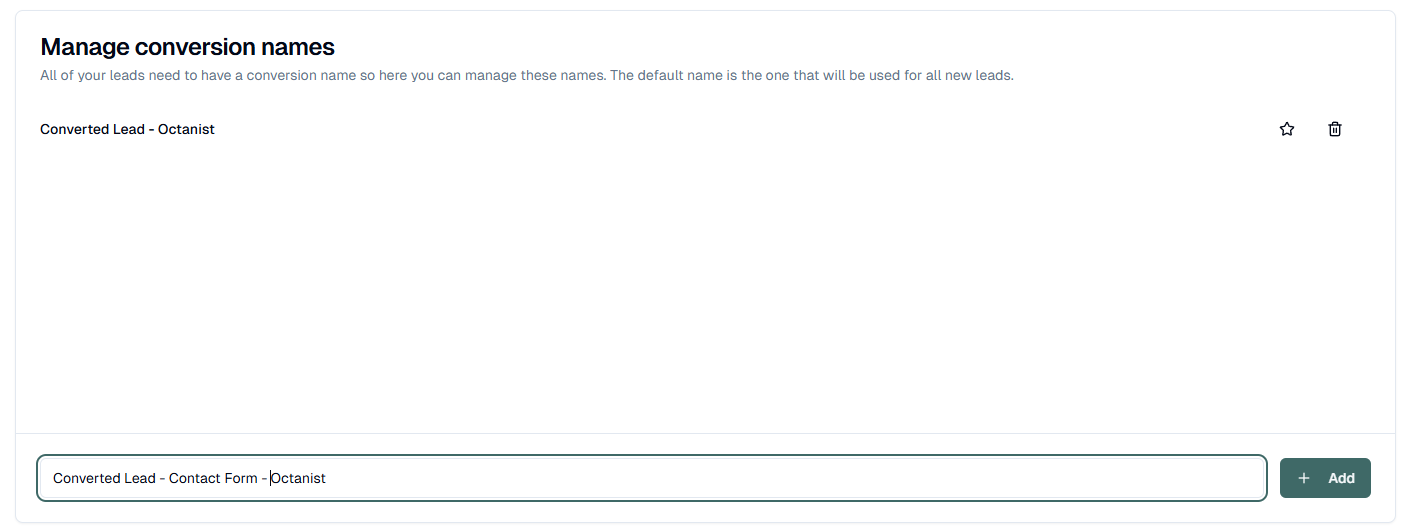 Manage conversion names
All of your leads need to have a conversion name so here you can manage these names. The default name is the one that will be used for all new leads.
Converted Lead - Octanist
Converted Lead - Contact Form - Octanist
+ Add